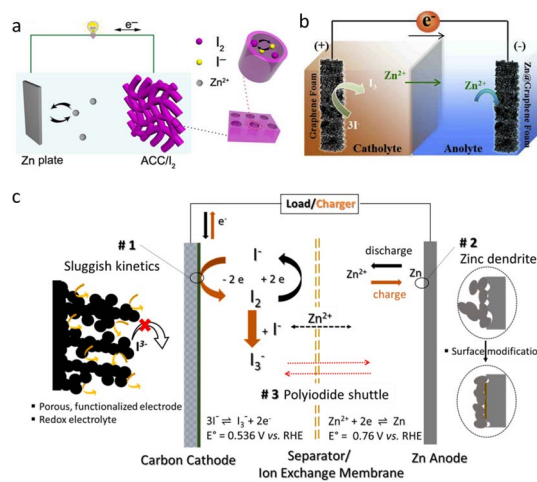 a
e⁻
I₂
I⁻
Zn²⁺
Zn plate
ACC/I₂
b
e⁻
(+)
(-)
Graphene Foam
I₃⁻
3I⁻
Zn²⁺
Zn²⁺
Zn@Graphene Foam
Catholyte
Anolyte
c
Load/Charger
e⁻
# 1
Sluggish kinetics
I³⁻
▪ Porous, functionalized electrode
▪ Redox electrolyte
I⁻
- 2 e
+ 2 e
I₂
+ I⁻
I₃⁻
Zn²⁺
discharge
Zn²⁺
Zn
charge
# 2
Zinc dendrite
▪ Surface modification
# 3 Polyiodide shuttle
3I⁻ ⇌ I₃⁻ + 2e⁻
E° = 0.536 V vs. RHE
Zn²⁺ + 2e ⇌ Zn
E° = 0.76 V vs. RHE
Carbon Cathode
Separator/
Ion Exchange Membrane
Zn Anode